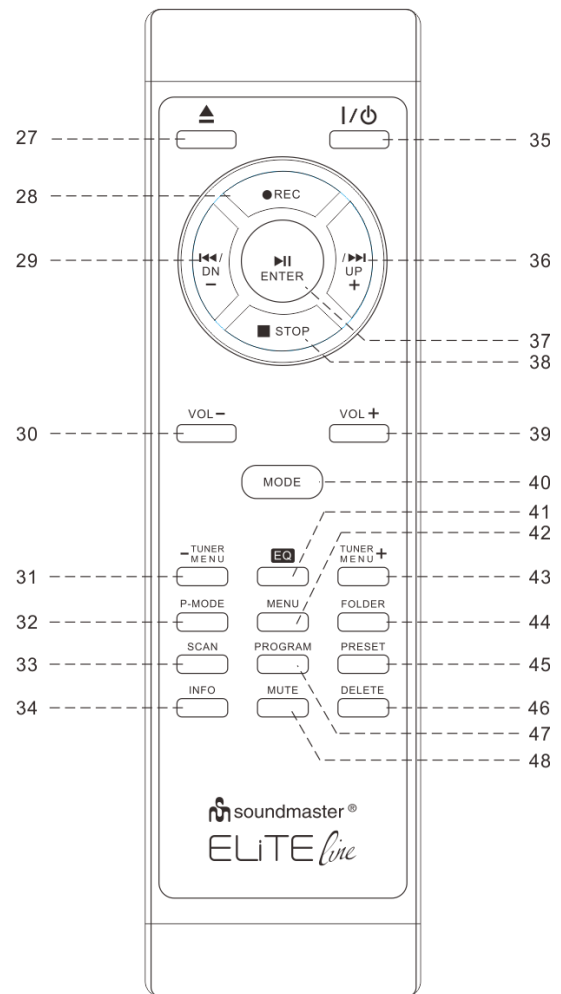 27 35
28 ●REC
29 ⏮/ DN − ⏯ ENTER /⏭ UP + 36
37
■ STOP 38
30 VOL− VOL+ 39
MODE 40
41
42
31 −TUNER MENU EQ TUNER MENU+ 43
32 P-MODE MENU FOLDER 44
33 SCAN PROGRAM PRESET 45
34 INFO MUTE DELETE 46
47
48
soundmaster ®
ELiTE line